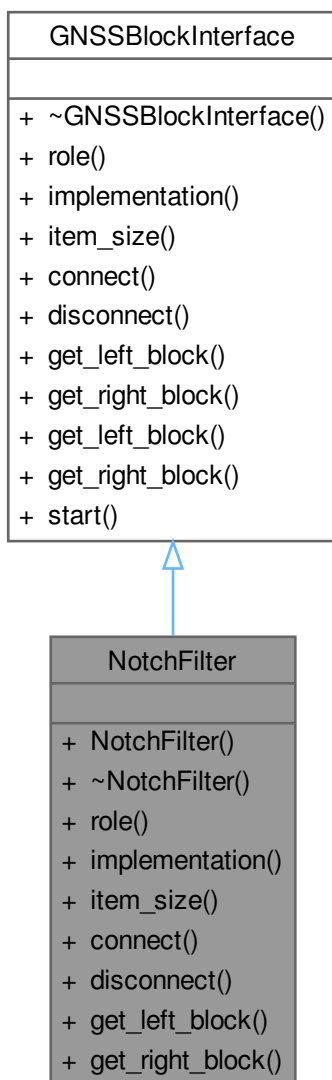 GNSSBlockInterface
+ ~GNSSBlockInterface()
+ role()
+ implementation()
+ item_size()
+ connect()
+ disconnect()
+ get_left_block()
+ get_right_block()
+ get_left_block()
+ get_right_block()
+ start()
NotchFilter
+ NotchFilter()
+ ~NotchFilter()
+ role()
+ implementation()
+ item_size()
+ connect()
+ disconnect()
+ get_left_block()
+ get_right_block()